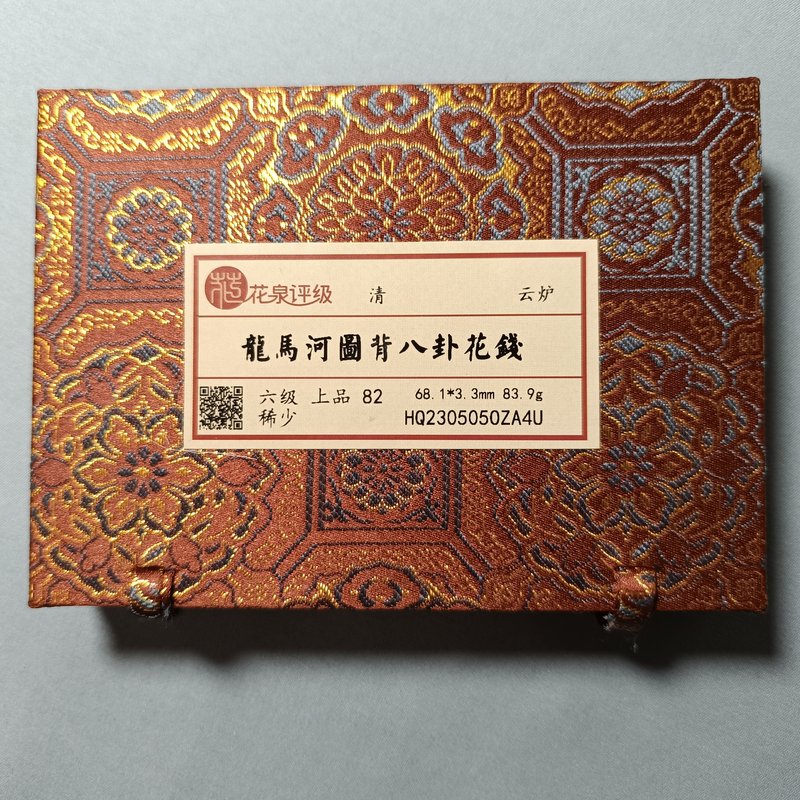 花泉评级 清 云炉
龍馬河圖背八卦花錢
六级 上品 82 68.1*3.3mm 83.9g
稀少 HQ2305050ZA4U